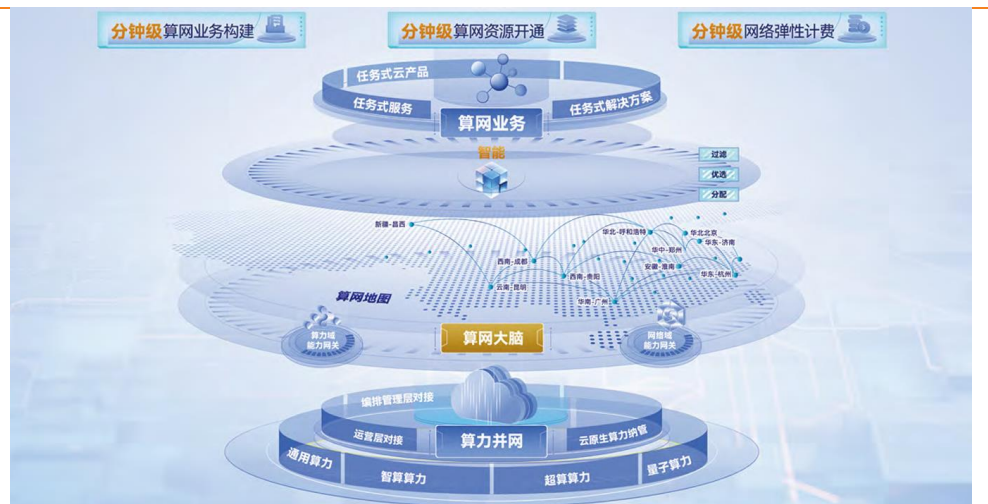 分钟级算网业务构建
分钟级算网资源开通
分钟级网络弹性计费
任务式云产品
任务式服务
任务式解决方案
算网业务
智能
过滤
优选
分配
新疆-昌西
华北-呼和浩特
华北北京
华东-济南
华中-郑州
西南-成都
安徽-淮南
华东-杭州
西南-贵阳
云南-昆明
华南-广州
算网地图
算力域
能力网关
算网大脑
网络域
能力网关
编排管理层对接
运营层对接
算力并网
云原生算力纳管
通用算力
智算算力
超算算力
量子算力